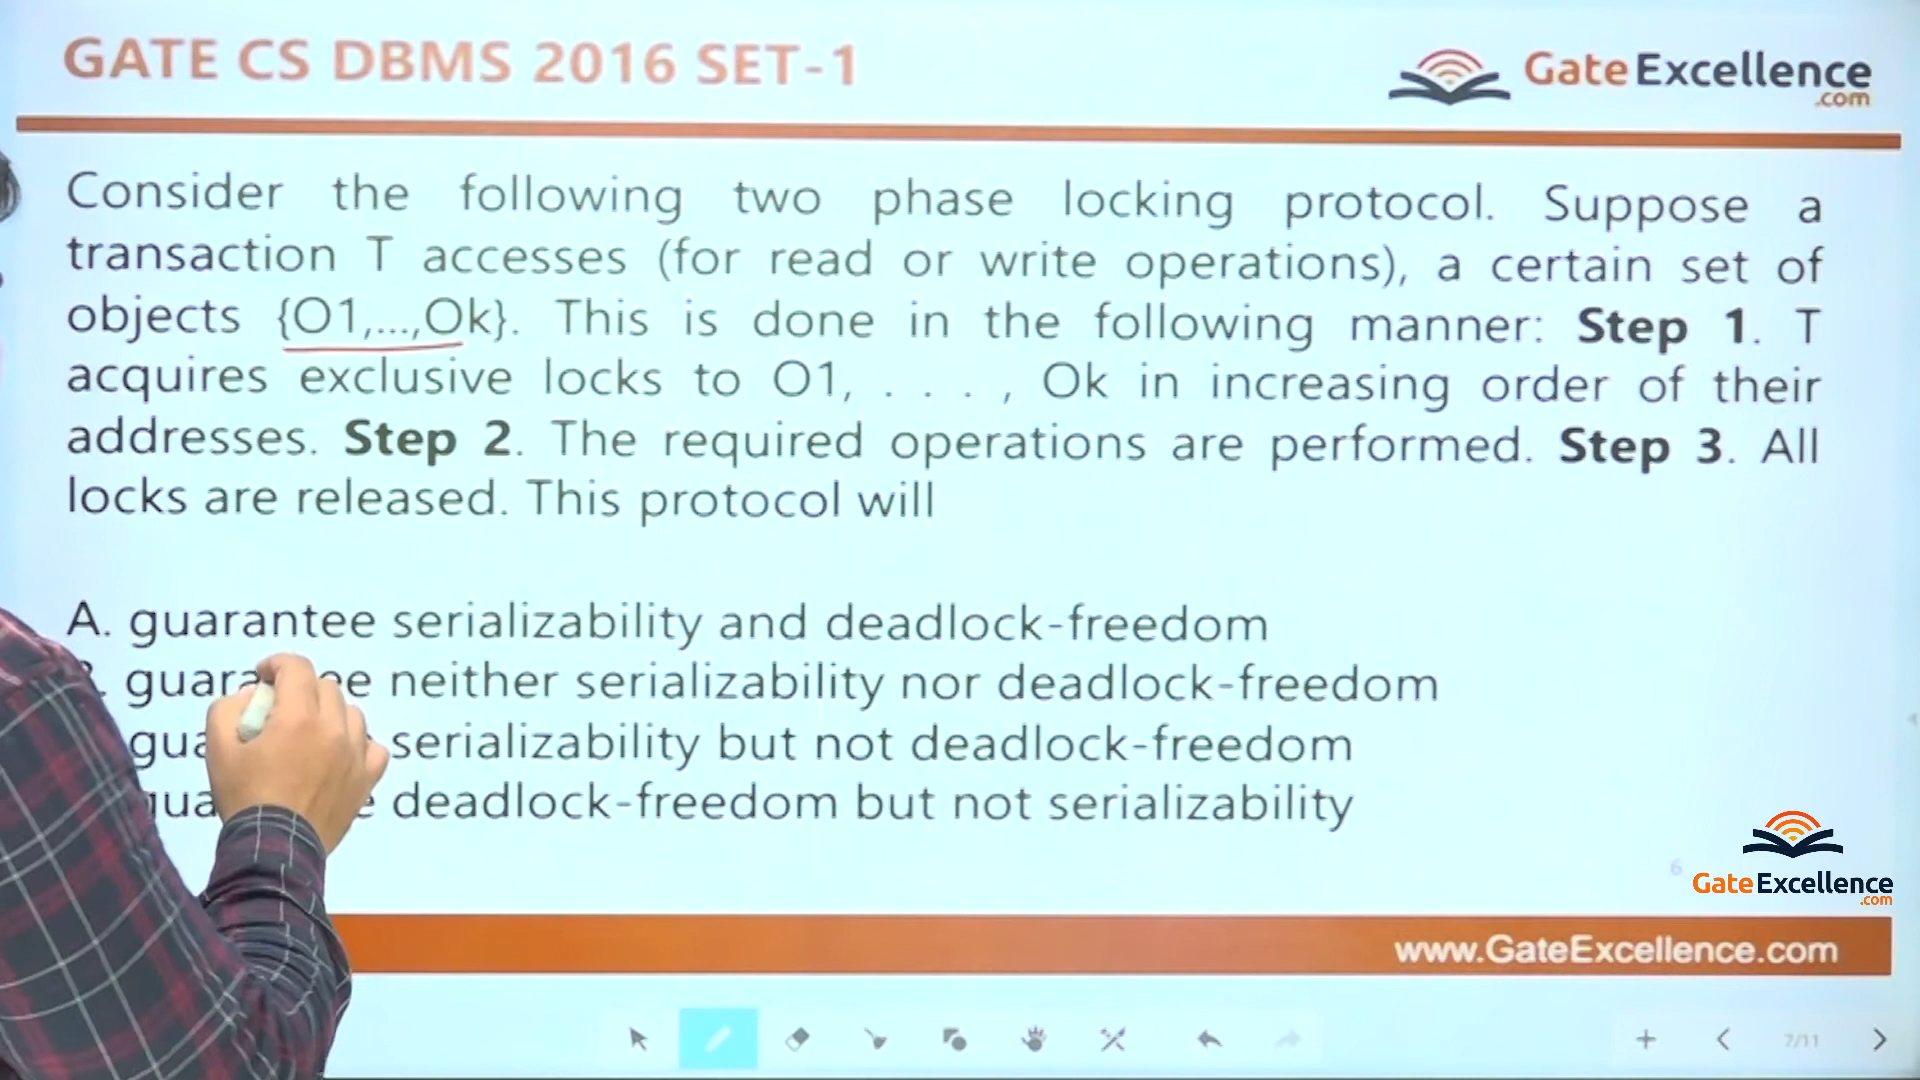 GATE CS DBMS 2016 SET-1
GateExcellence
.com
Consider the following two phase locking protocol. Suppose a
transaction T accesses (for read or write operations), a certain set of
objects {O1,...,Ok}. This is done in the following manner: Step 1. T
acquires exclusive locks to O1, . . . , Ok in increasing order of their
addresses. Step 2. The required operations are performed. Step 3. All
locks are released. This protocol will
A. guarantee serializability and deadlock-freedom
neither serializability nor deadlock-freedom
serializability but not deadlock-freedom
deadlock-freedom but not serializability
6
GateExcellence
.com
www.GateExcellence.com
7/11